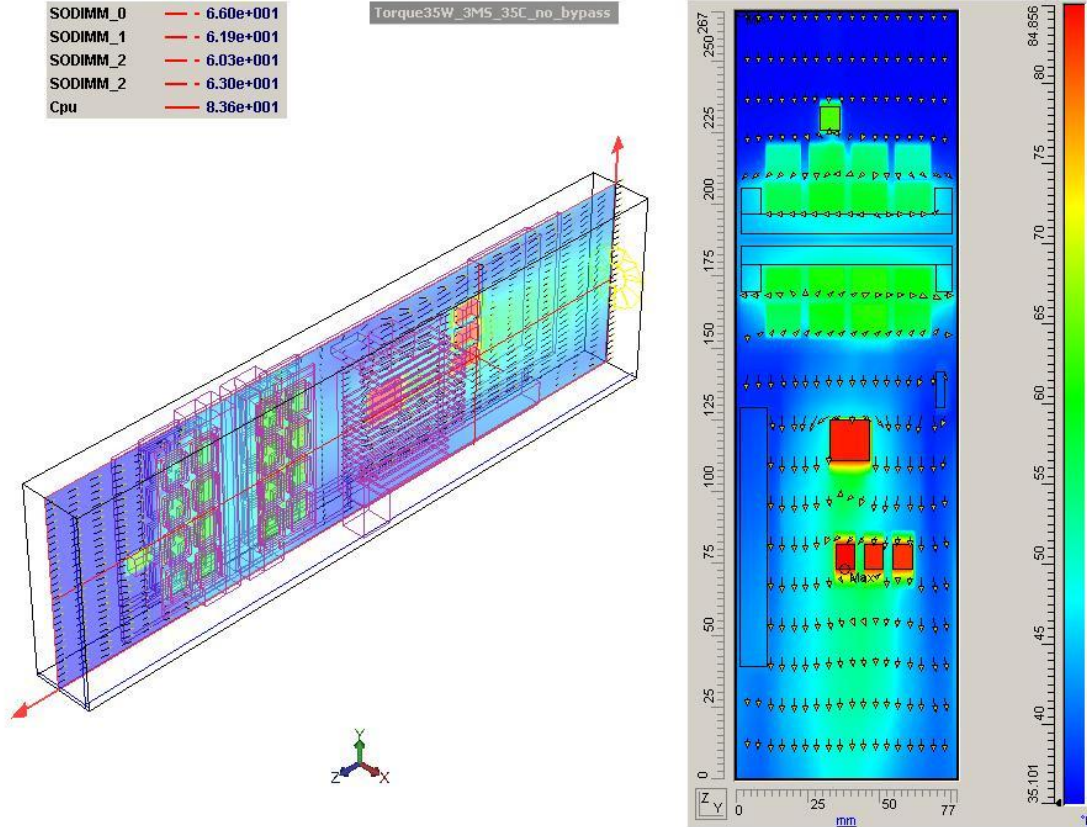 SODIMM_0 6.60e+001
SODIMM_1 6.19e+001
SODIMM_2 6.03e+001
SODIMM_2 6.30e+001
Cpu 8.36e+001
Torque35W_3MS_35C_no_bypass
Y
Z X
267
250
225
200
175
150
125
100
75
50
25
0
Max
Z Y
0 25 50 77
mm
84.856
80
75
70
65
60
55
50
45
40
35.101